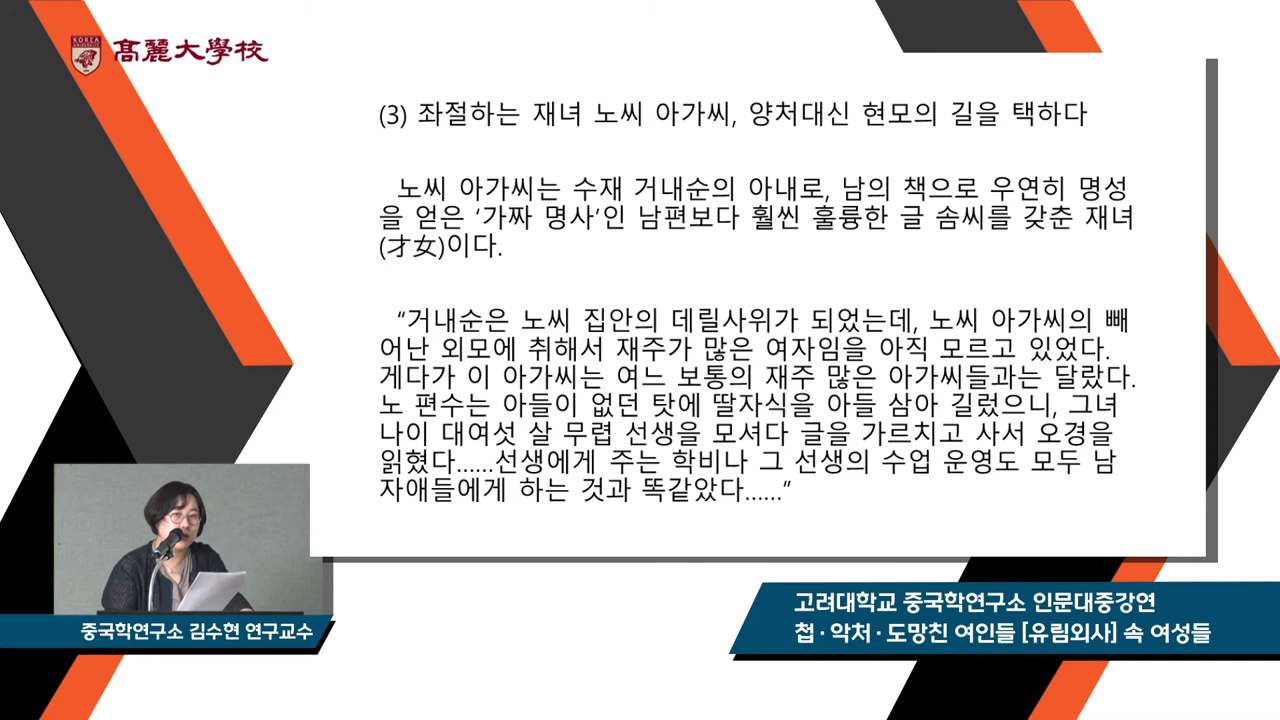 KOREA
UNIVERSITY
髙麗大學校
(3) 좌절하는 재녀 노씨 아가씨, 양처대신 현모의 길을 택하다
노씨 아가씨는 수재 거내순의 아내로, 남의 책으로 우연히 명성
을 얻은 ‘가짜 명사’인 남편보다 훨씬 훌륭한 글 솜씨를 갖춘 재녀
(才女)이다.
“거내순은 노씨 집안의 데릴사위가 되었는데, 노씨 아가씨의 빼
어난 외모에 취해서 재주가 많은 여자임을 아직 모르고 있었다.
게다가 이 아가씨는 여느 보통의 재주 많은 아가씨들과는 달랐다.
노 편수는 아들이 없던 탓에 딸자식을 아들 삼아 길렀으니, 그녀
나이 대여섯 살 무렵 선생을 모셔다 글을 가르치고 사서 오경을
읽혔다……선생에게 주는 학비나 그 선생의 수업 운영도 모두 남
자애들에게 하는 것과 똑같았다……”
중국학연구소 김수현 연구교수
고려대학교 중국학연구소 인문대중강연
첩·악처·도망친 여인들 [유림외사] 속 여성들